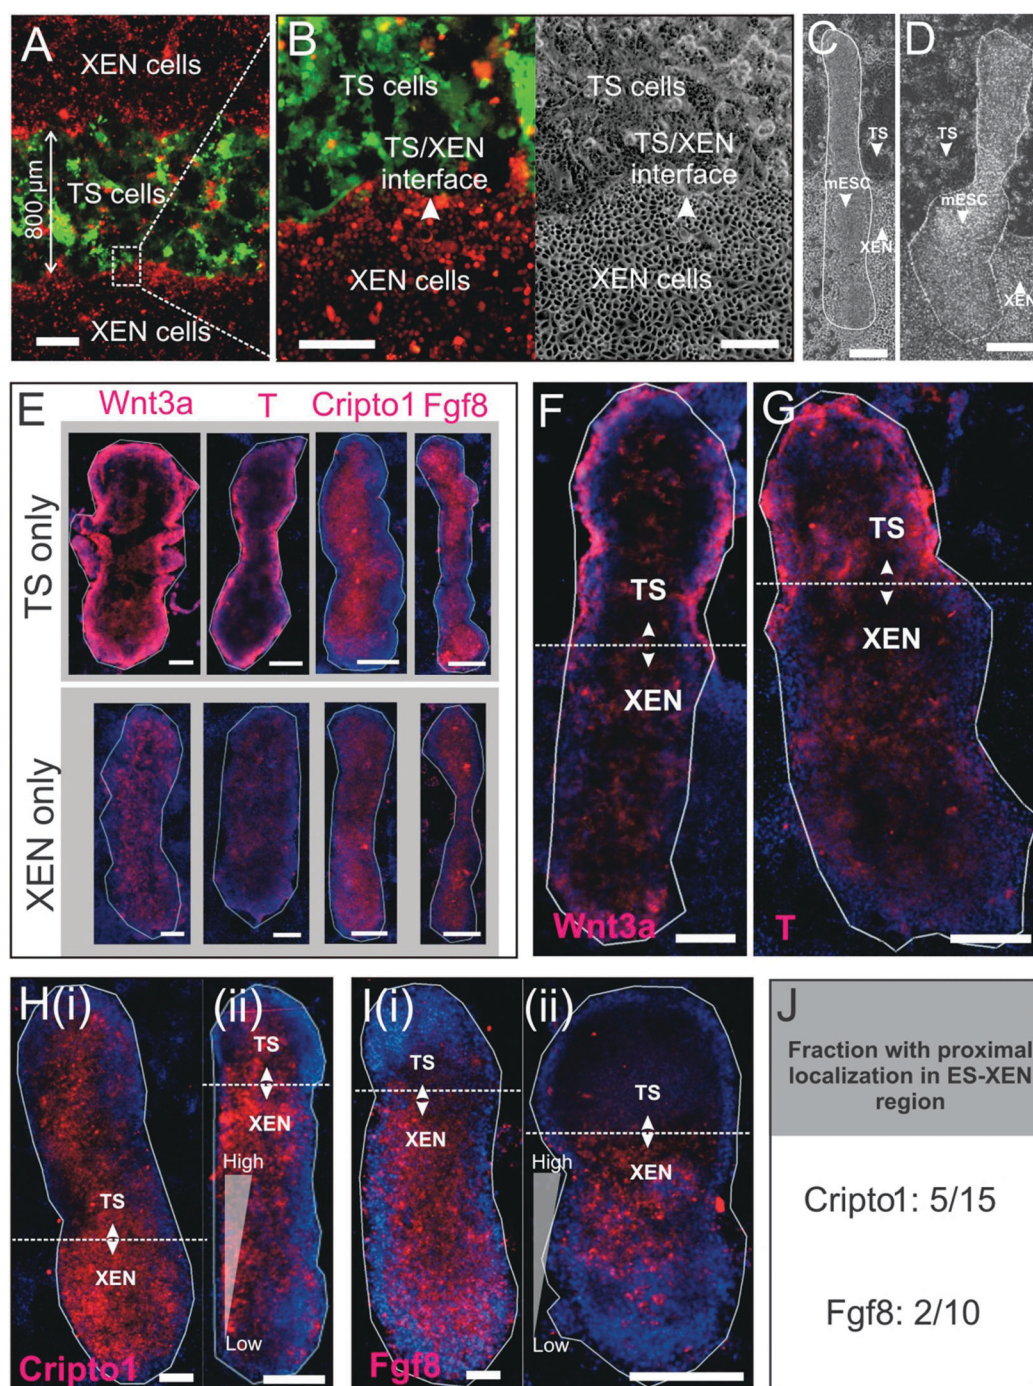 A
XEN cells
800 µm
TS cells
XEN cells
B
TS cells
TS/XEN
interface
XEN cells
TS cells
TS/XEN
interface
XEN cells
C
TS
mESC
XEN
D
TS
mESC
XEN
E
Wnt3a
T
Cripto1
Fgf8
TS only
XEN only
F
TS
XEN
Wnt3a
G
TS
XEN
T
H(i)
TS
XEN
Cripto1
(ii)
TS
XEN
High
Low
I(i)
TS
XEN
Fgf8
(ii)
TS
XEN
High
Low
J
Fraction with proximal
localization in ES-XEN
region
Cripto1: 5/15
Fgf8: 2/10